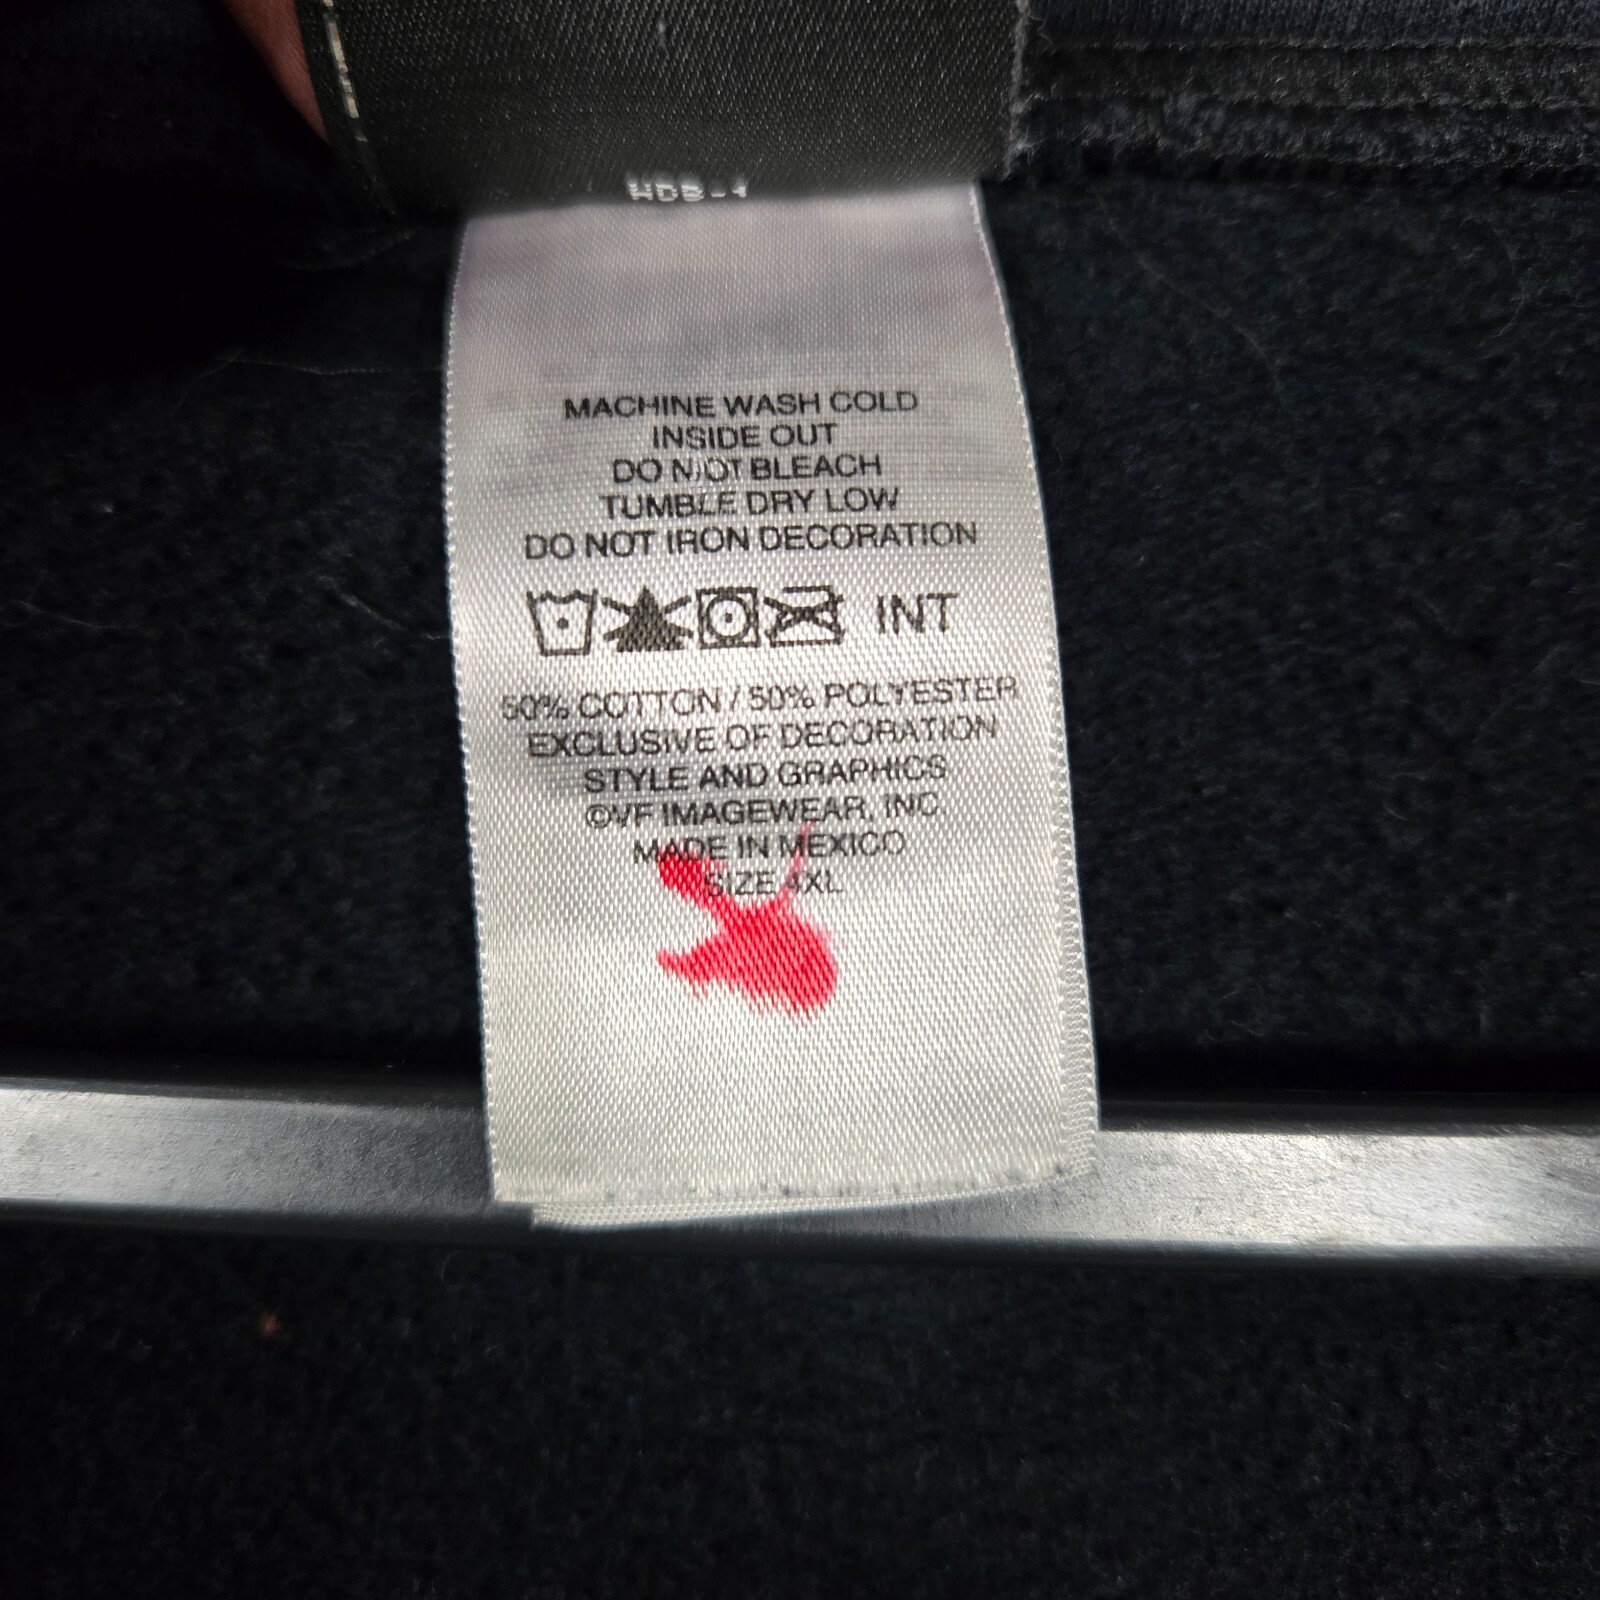 MACHINE WASH COLD
INSIDE OUT
DO NOT BLEACH
TUMBLE DRY LOW
DO NOT IRON DECORATION
INT
50% COTTON / 50% POLYESTER
EXCLUSIVE OF DECORATION
STYLE AND GRAPHICS
©VF IMAGEWEAR, INC.
MADE IN MEXICO
SIZE 4XL